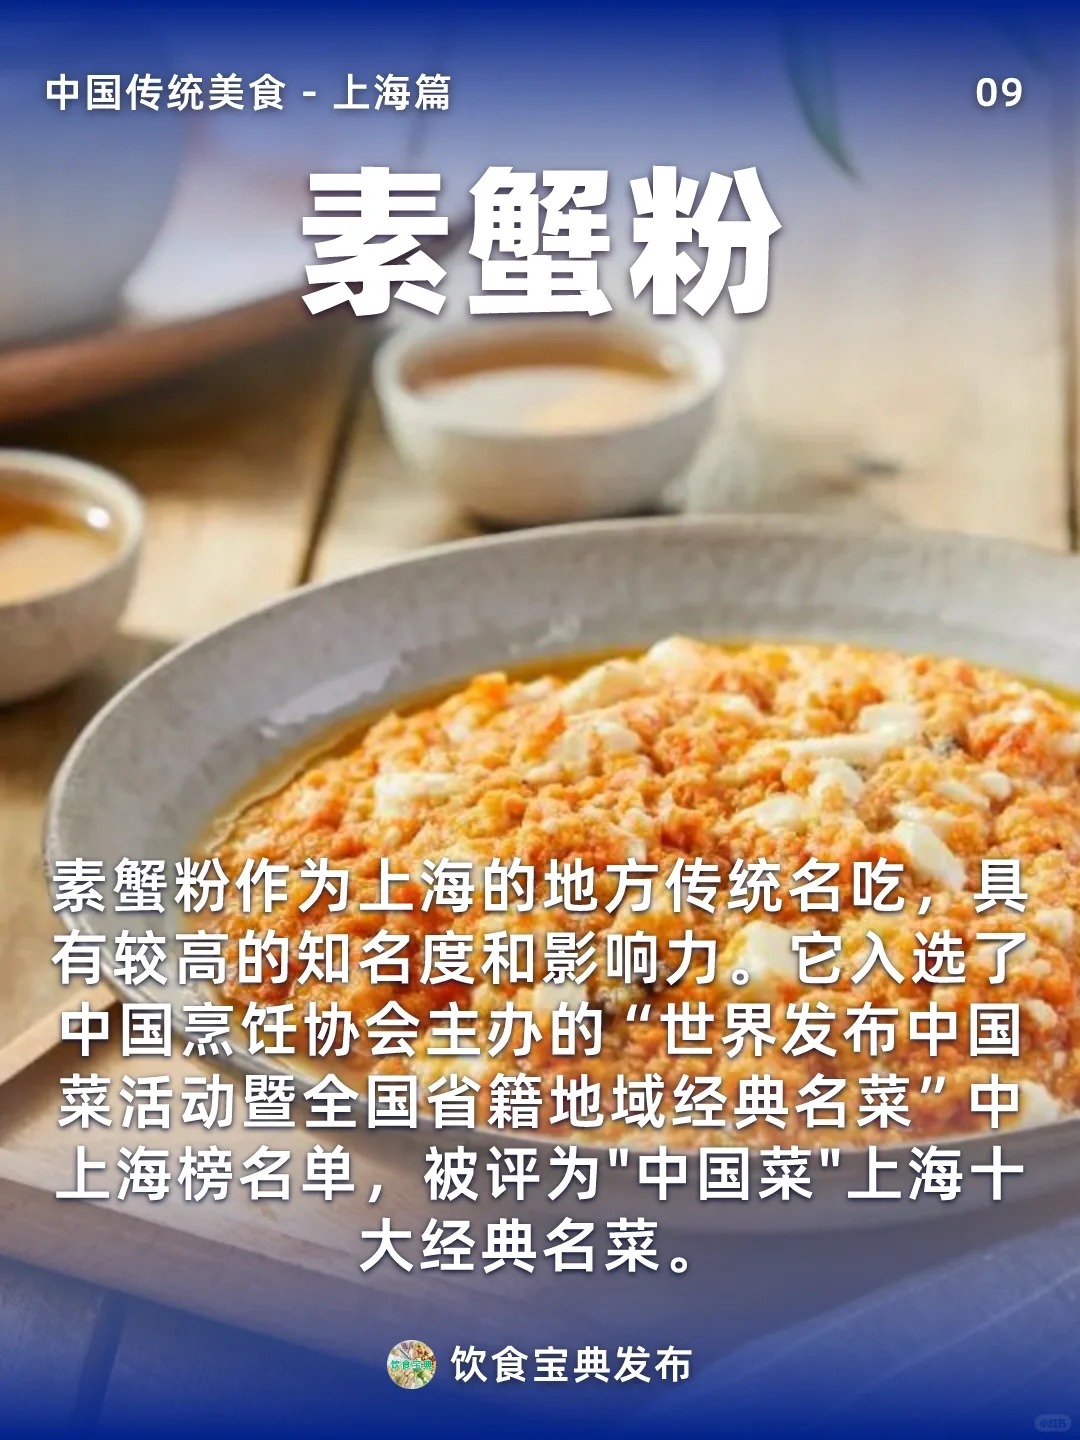 中国传统美食 - 上海篇
09
素蟹粉
素蟹粉作为上海的地方传统名吃，具
有较高的知名度和影响力。它入选了
中国烹饪协会主办的“世界发布中国
菜活动暨全国省籍地域经典名菜”中
上海榜名单，被评为"中国菜"上海十
大经典名菜。
饮食宝典
饮食宝典发布